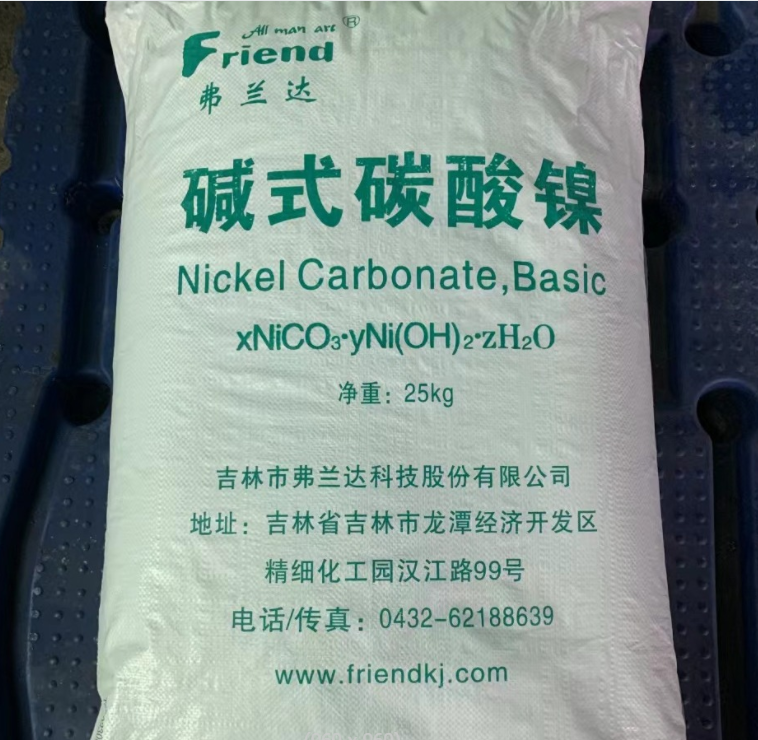 All man are ®
Friend
弗兰达
碱式碳酸镍
Nickel Carbonate,Basic
xNiCO₃·yNi(OH)₂·zH₂O
净重：25kg
吉林市弗兰达科技股份有限公司
地址：吉林省吉林市龙潭经济开发区
精细化工园汉江路99号
电话/传真：0432-62188639
www.friendkj.com